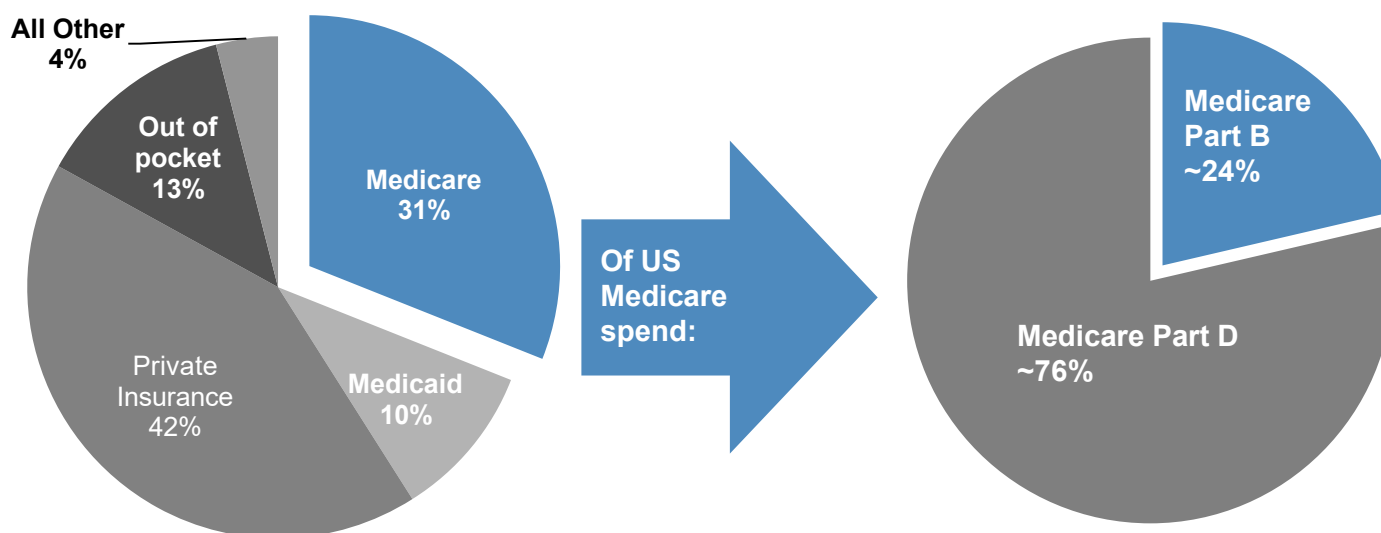 All Other
4%
Out of
pocket
13%
Medicare
31%
Private
Insurance
42%
Medicaid
10%
Of US
Medicare
spend:
Medicare
Part B
~24%
Medicare Part D
~76%